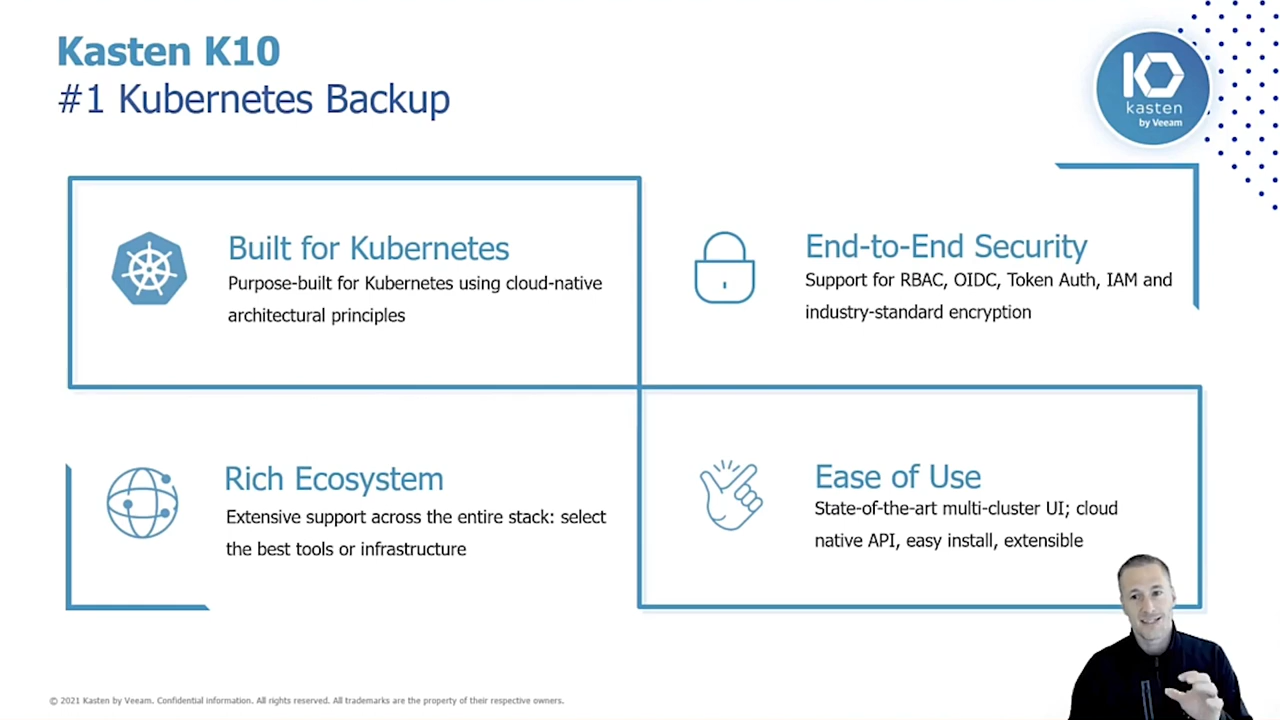 Kasten K10
#1 Kubernetes Backup
kasten
by Veeam
Built for Kubernetes
Purpose-built for Kubernetes using cloud-native
architectural principles
End-to-End Security
Support for RBAC, OIDC, Token Auth, IAM and
industry-standard encryption
Rich Ecosystem
Extensive support across the entire stack: select
the best tools or infrastructure
Ease of Use
State-of-the-art multi-cluster UI; cloud
native API, easy install, extensible
© 2021 Kasten by Veeam. Confidential information. All rights reserved. All trademarks are the property of their respective owners.